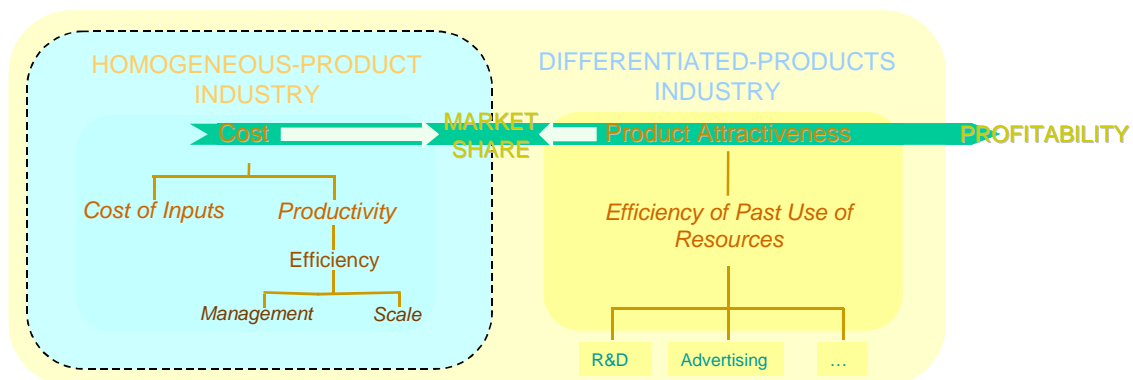 HOMOGENEOUS-PRODUCT
INDUSTRY
DIFFERENTIATED-PRODUCTS
INDUSTRY
Cost
MARKET
SHARE
Product Attractiveness
PROFITABILITY
Cost of Inputs
Productivity
Efficiency of Past Use of
Resources
Efficiency
Management
Scale
R&D
Advertising
…